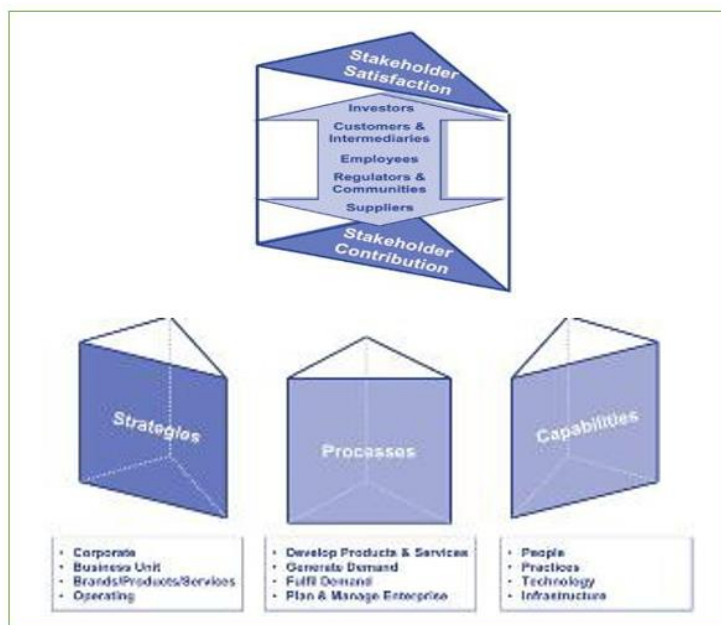 Stakeholder
Satisfaction
Investors
Customers &
Intermediaries
Employees
Regulators &
Communities
Suppliers
Stakeholder
Contribution
Strategies
Processes
Capabilities
• Corporate
• Business Unit
• Brands/Products/Services
• Operating
• Develop Products & Services
• Generate Demand
• Fulfil Demand
• Plan & Manage Enterprise
• People
• Practices
• Technology
• Infrastructure